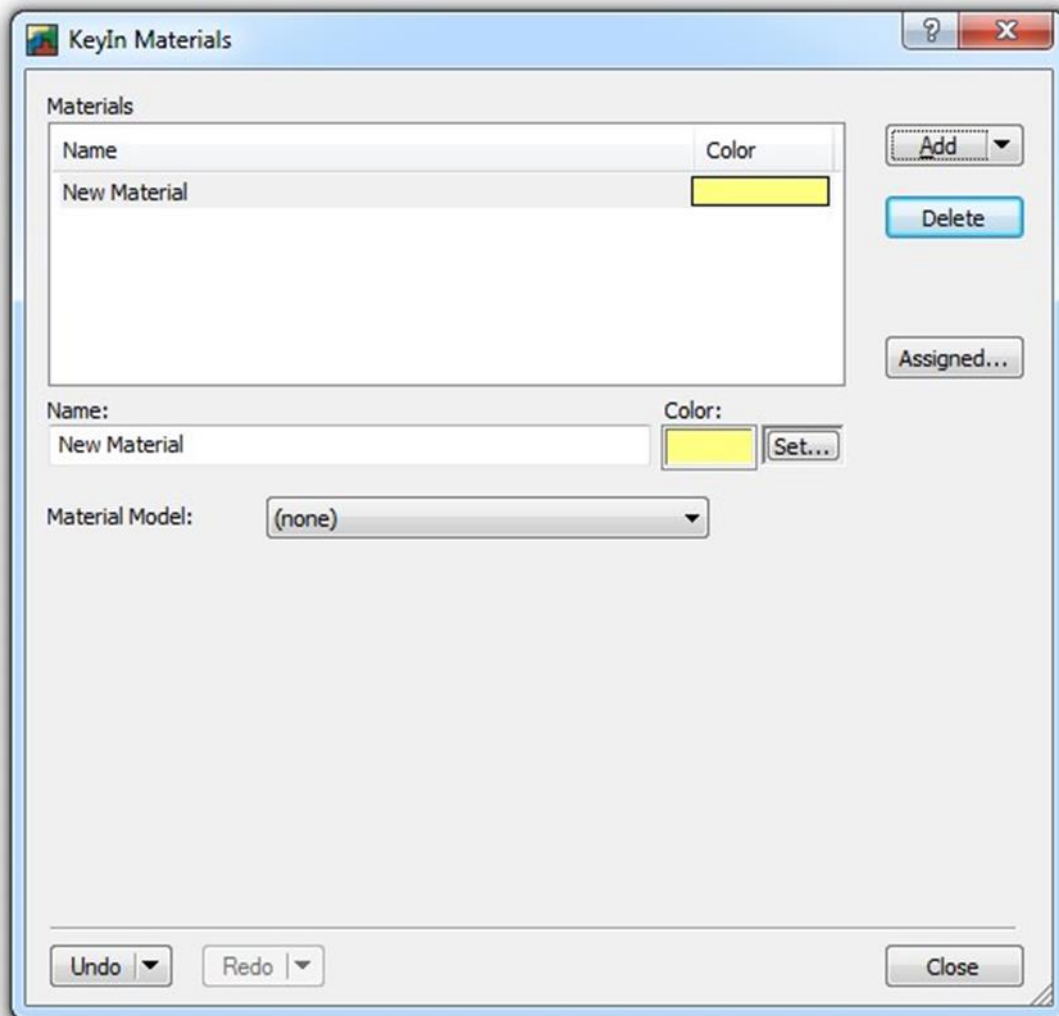 KeyIn Materials
?
Materials
Name Color
New Material
Add
Delete
Assigned...
Name: Color:
New Material Set...
Material Model: (none)
Undo Redo Close